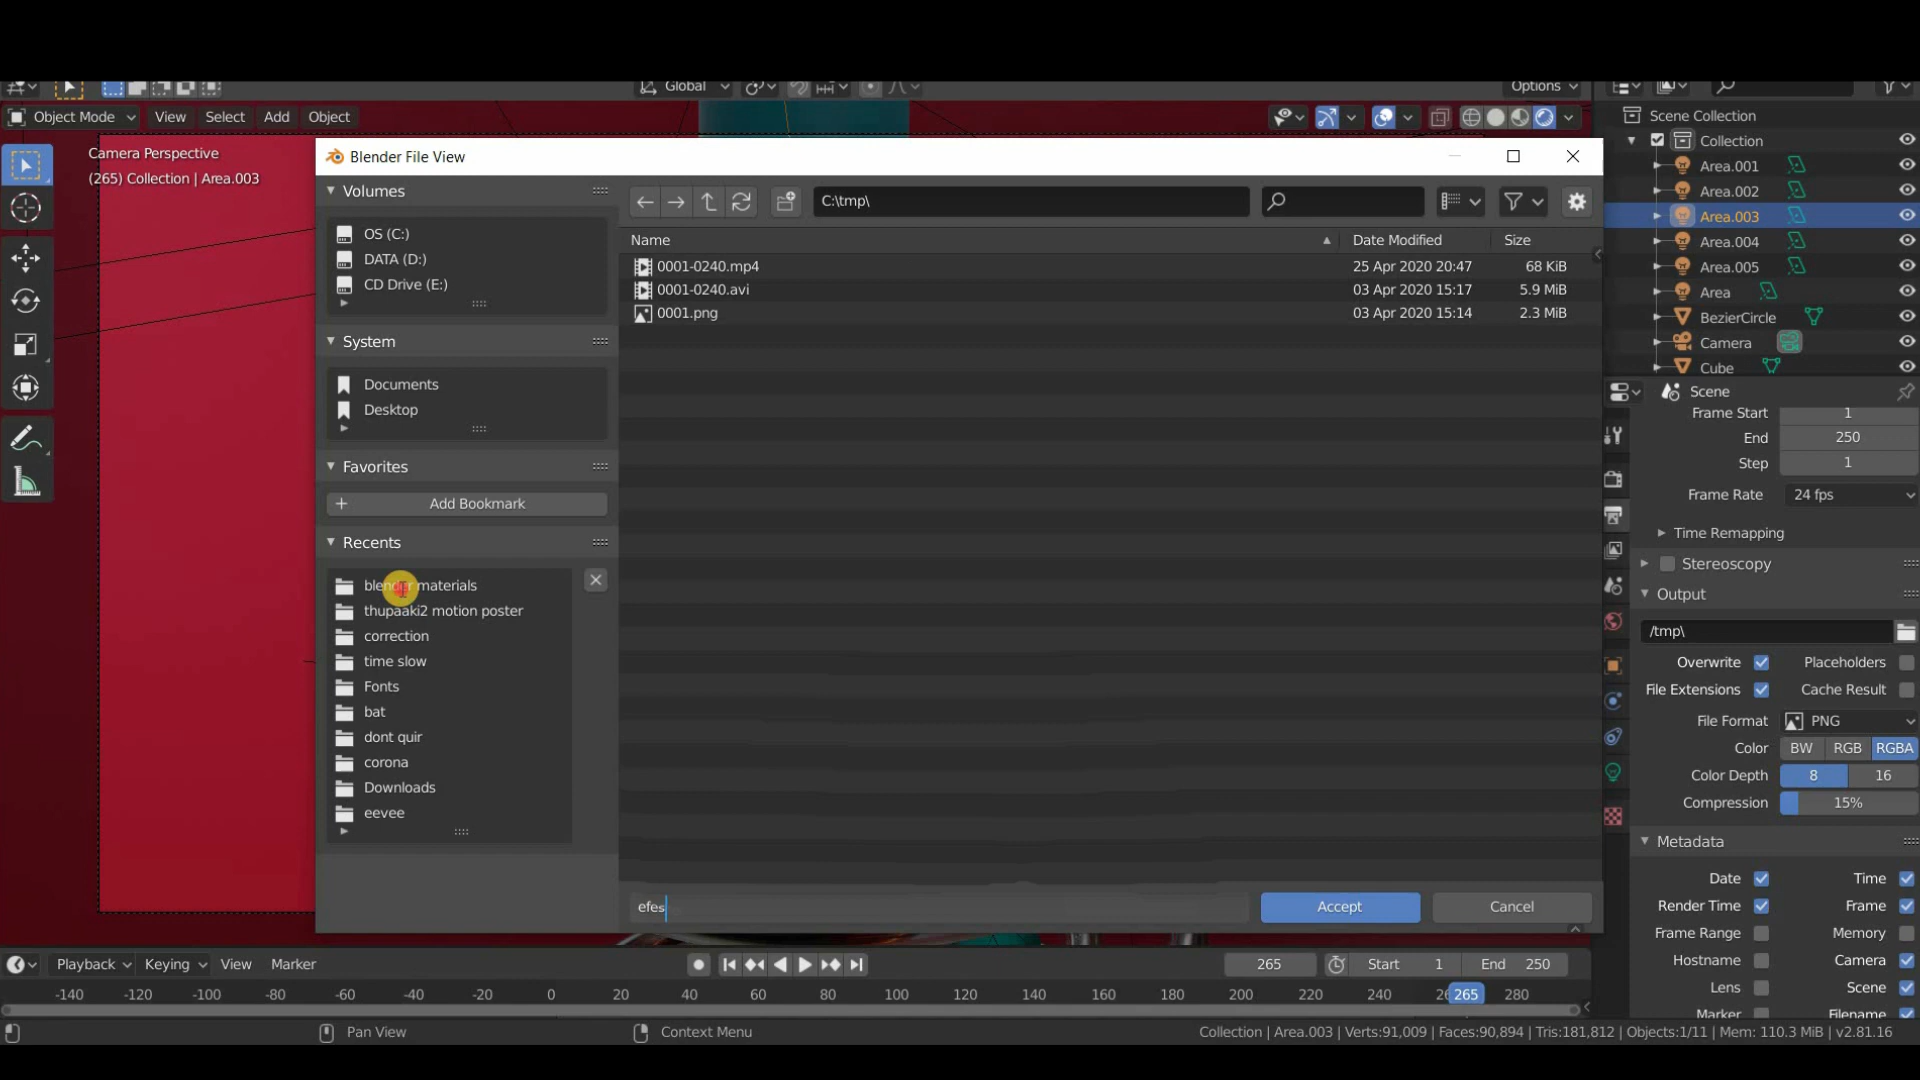 Global
Options
Object Mode
View
Select
Add
Object
Camera Perspective
(265) Collection | Area.003
Blender File View
Volumes
OS (C:)
DATA (D:)
CD Drive (E:)
System
Documents
Desktop
Favorites
Add Bookmark
Recents
blender materials
thupaaki2 motion poster
correction
time slow
Fonts
bat
dont quir
corona
Downloads
eevee
C:\tmp\
Name
Date Modified
Size
0001-0240.mp4
25 Apr 2020 20:47
68 KiB
0001-0240.avi
03 Apr 2020 15:17
5.9 MiB
0001.png
03 Apr 2020 15:14
2.3 MiB
efes
Accept
Cancel
Scene Collection
Collection
Area.001
Area.002
Area.003
Area.004
Area.005
Area
BezierCircle
Camera
Cube
Scene
Frame Start 1
End 250
Step 1
Frame Rate 24 fps
Time Remapping
Stereoscopy
Output
/tmp\
Overwrite Placeholders
File Extensions Cache Result
File Format PNG
Color BW RGB RGBA
Color Depth 8 16
Compression 15%
Metadata
Date Time
Render Time Frame
Frame Range Memory
Hostname Camera
Lens Scene
Marker Filename
Playback
Keying
View
Marker
265
Start 1
End 250
-140 -120 -100 -80 -60 -40 -20 0 20 40 60 80 100 120 140 160 180 200 220 240 265 280
Pan View
Context Menu
Collection | Area.003 | Verts:91,009 | Faces:90,894 | Tris:181,812 | Objects:1/11 | Mem: 110.3 MiB | v2.81.16